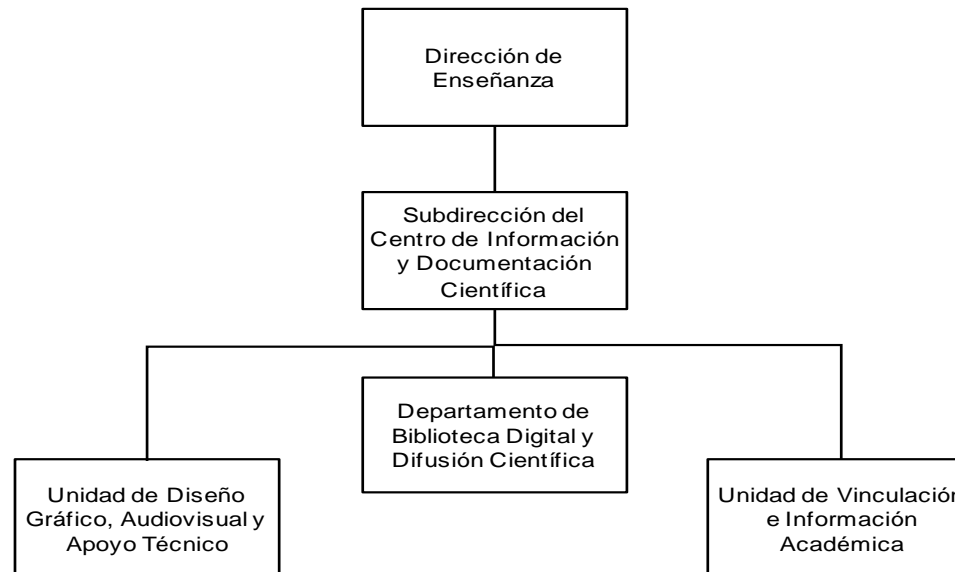 Dirección de
Enseñanza
Subdirección del
Centro de Información
y Documentación
Científica
Departamento de
Biblioteca Digital y
Difusión Científica
Unidad de Diseño
Gráfico, Audiovisual y
Apoyo Técnico
Unidad de Vinculación
e Información
Académica